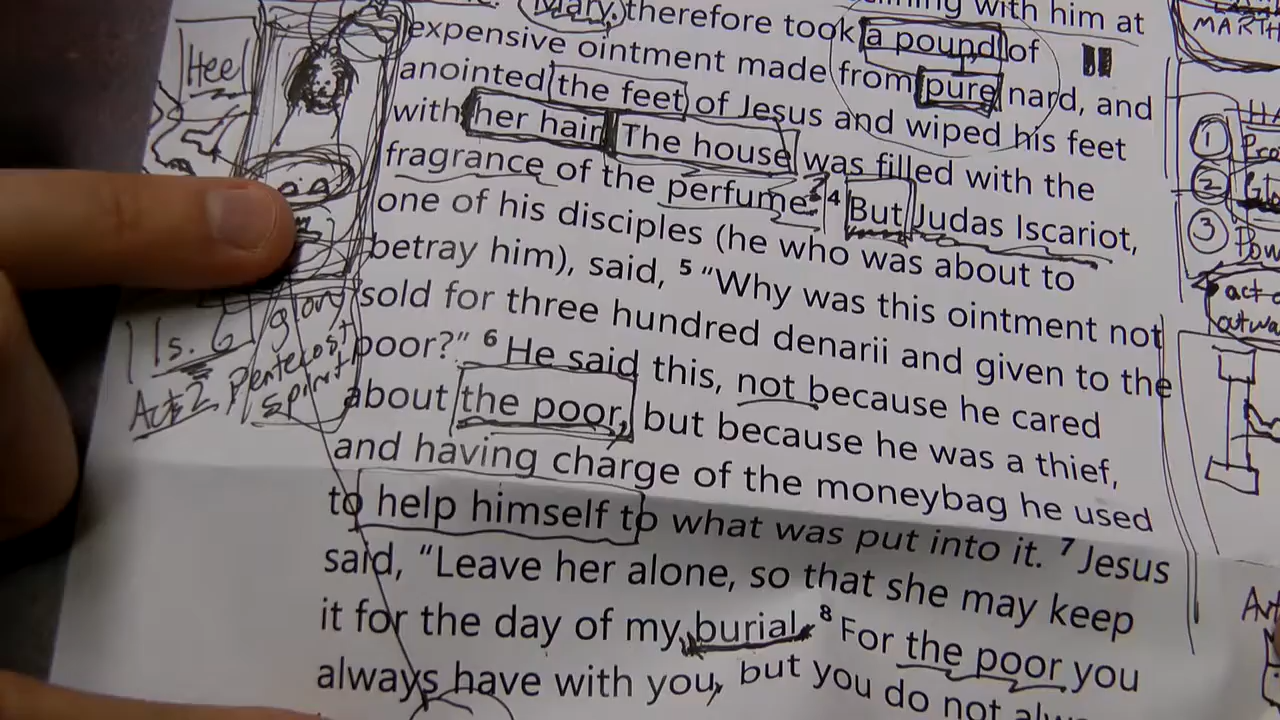 with him at
Mary, therefore took a pound of
expensive ointment made from pure nard, and
anointed the feet of Jesus and wiped his feet
with her hair. The house was filled with the
fragrance of the perfume. 4 But Judas Iscariot,
one of his disciples (he who was about to
betray him), said, 5 “Why was this ointment not
sold for three hundred denarii and given to the
poor?” 6 He said this, not because he cared
about the poor, but because he was a thief,
and having charge of the moneybag he used
to help himself to what was put into it. 7 Jesus
said, “Leave her alone, so that she may keep
it for the day of my burial. 8 For the poor you
always have with you, but you do not
Hee
glory
Is. 6
Acts 2
Pentecost
Spirit
MARTH
1
2
3 Pow
act
outwa